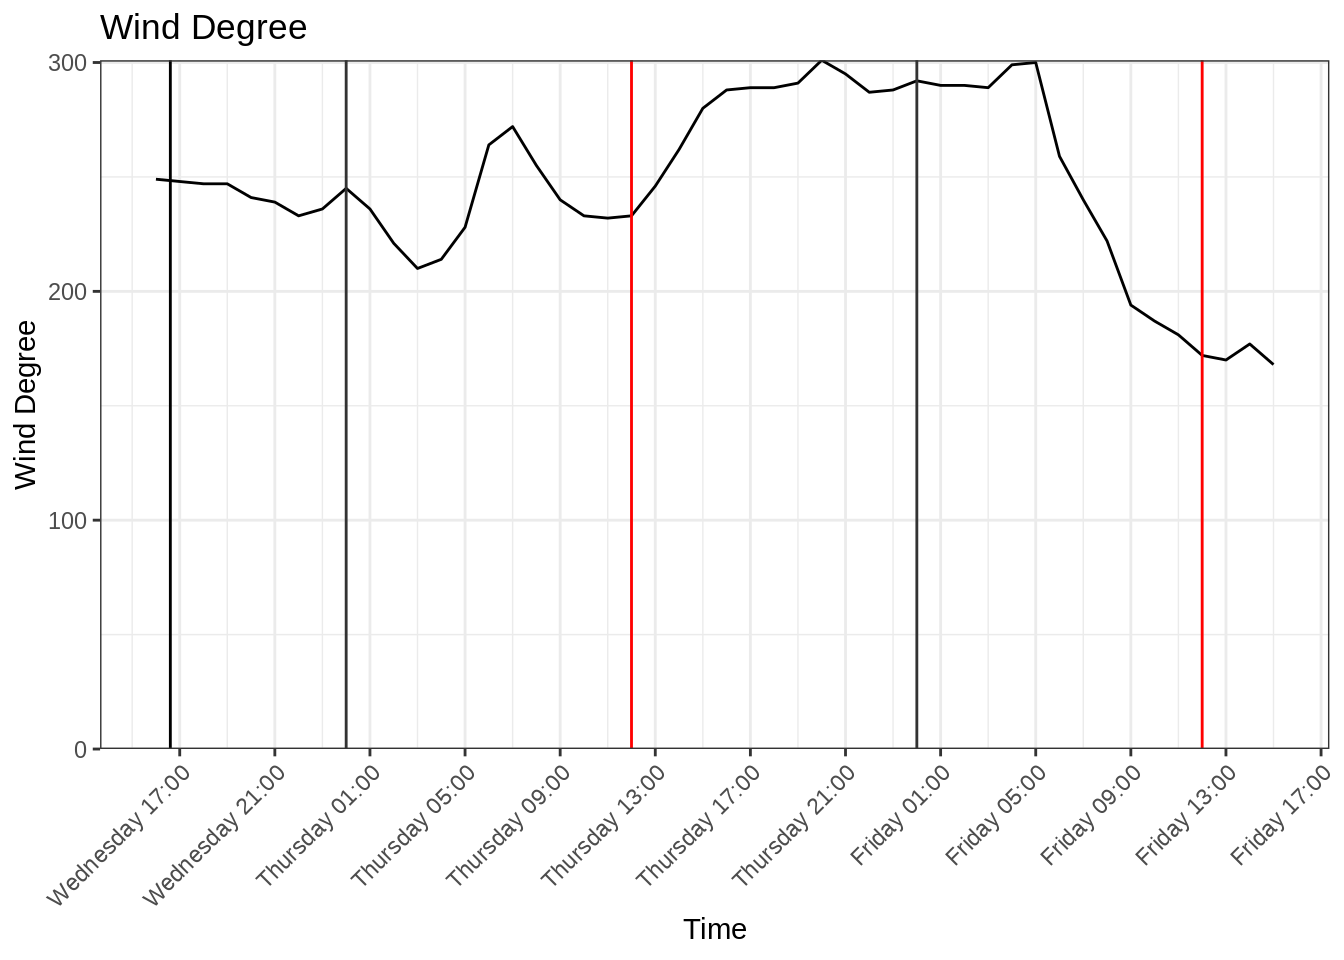 Wind Degree
Wind Degree
300
200
100
0
Wednesday 17:00
Wednesday 21:00
Thursday 01:00
Thursday 05:00
Thursday 09:00
Thursday 13:00
Thursday 17:00
Thursday 21:00
Friday 01:00
Friday 05:00
Friday 09:00
Friday 13:00
Friday 17:00
Time